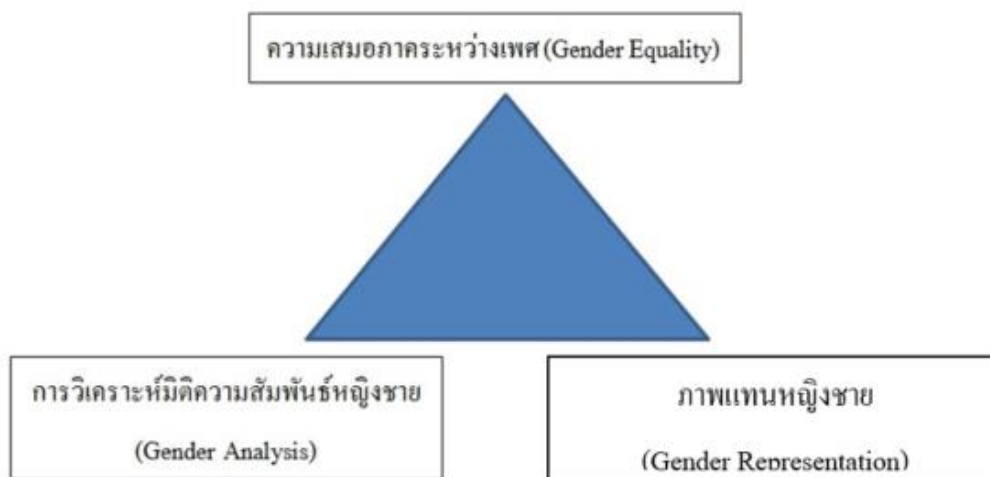 ความเสมอภาคระหว่างเพศ (Gender Equality)
การวิเคราะห์มิติความสัมพันธ์หญิงชาย
(Gender Analysis)
ภาพแทนหญิงชาย
(Gender Representation)